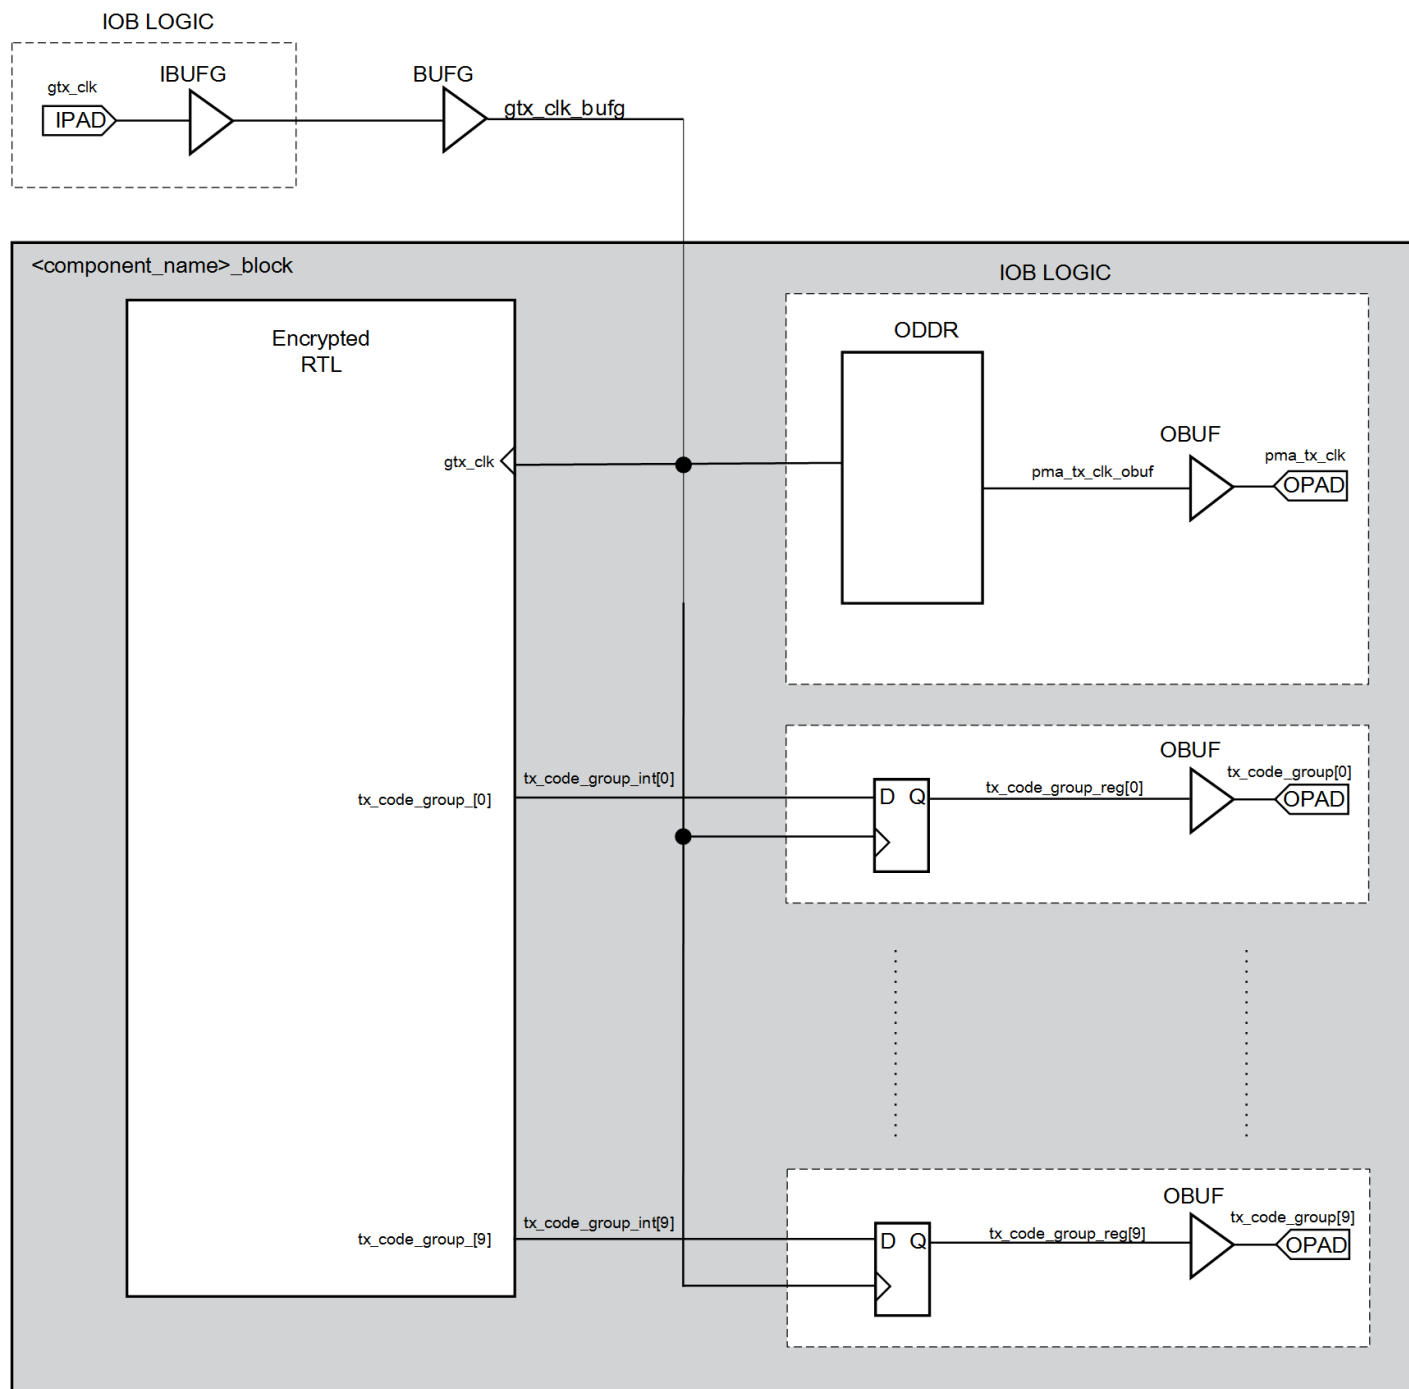 IOB LOGIC
gtx_clk
IPAD
IBUFG
BUFG
gtx_clk_bufg
<component_name>_block
Encrypted
RTL
IOB LOGIC
ODDR
gtx_clk
pma_tx_clk_obuf
OBUF
pma_tx_clk
OPAD
tx_code_group_[0]
tx_code_group_int[0]
D Q
tx_code_group_reg[0]
OBUF
tx_code_group[0]
OPAD
tx_code_group_[9]
tx_code_group_int[9]
D Q
tx_code_group_reg[9]
OBUF
tx_code_group[9]
OPAD